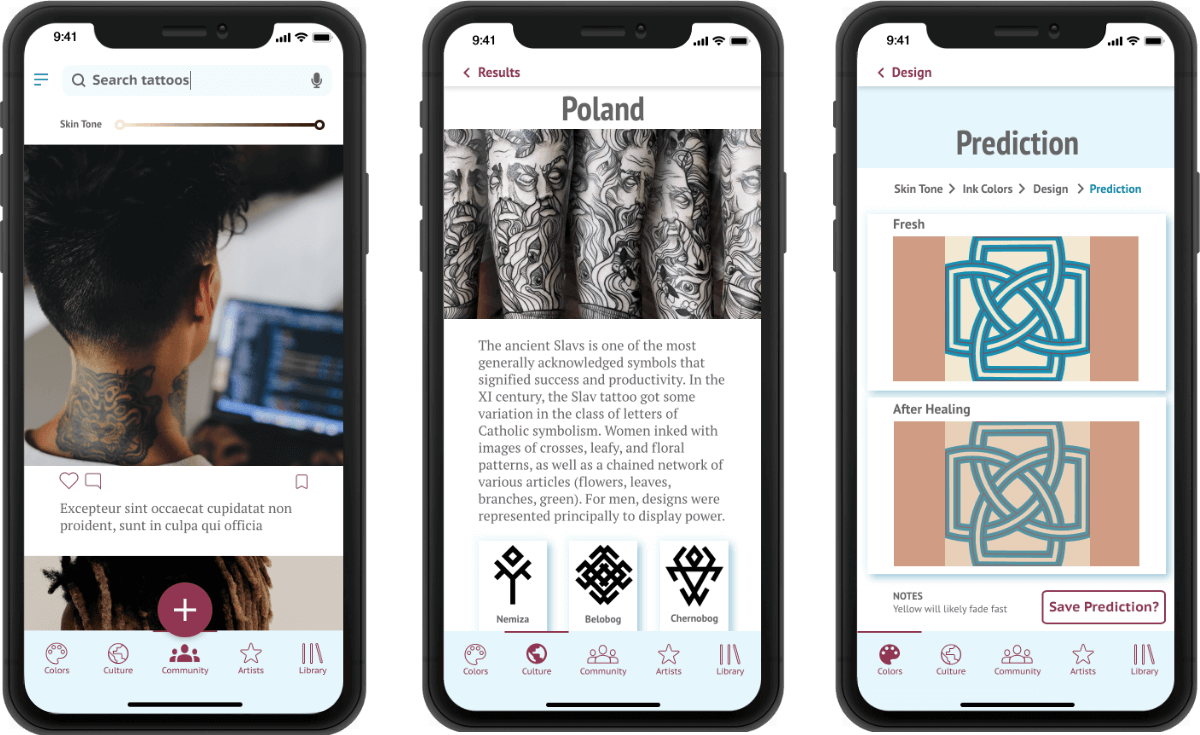 9:41
Search tattoos
Skin Tone
Excepteur sint occaecat cupidatat non
proident, sunt in culpa qui officia
Colors
Culture
Community
Artists
Library
9:41
Results
Poland
The ancient Slavs is one of the most
generally acknowledged symbols that
signified success and productivity. In the
XI century, the Slav tattoo got some
variation in the class of letters of
Catholic symbolism. Women inked with
images of crosses, leafy, and floral
patterns, as well as a chained network of
various articles (flowers, leaves,
branches, green). For men, designs were
represented principally to display power.
Nemiza
Belobog
Chernobog
Colors
Culture
Community
Artists
Library
9:41
Design
Prediction
Skin Tone > Ink Colors > Design > Prediction
Fresh
After Healing
NOTES
Yellow will likely fade fast
Save Prediction?
Colors
Culture
Community
Artists
Library